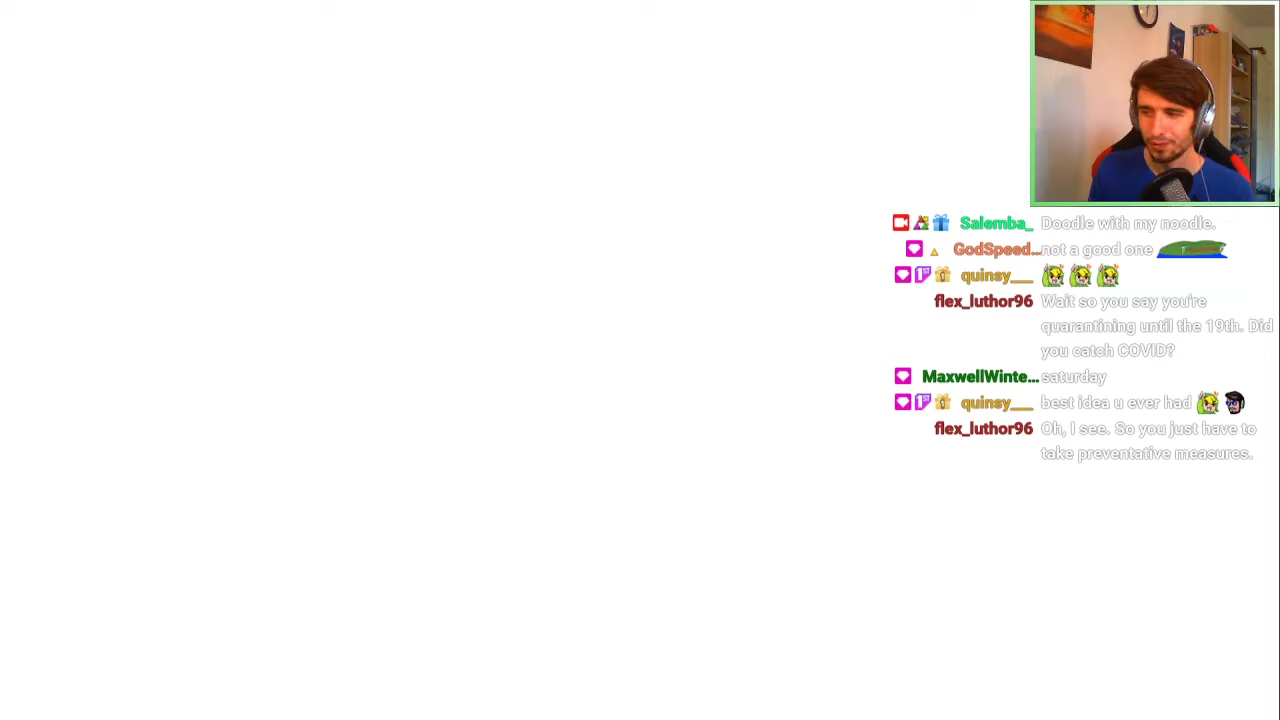 Salemba_ Doodle with my noodle.
GodSpeed... not a good one
1ST quinsy___
flex_luthor96 Wait so you say you're
quarantining until the 19th. Did
you catch COVID?
MaxwellWinte... saturday
1ST quinsy___ best idea u ever had
flex_luthor96 Oh, I see. So you just have to
take preventative measures.